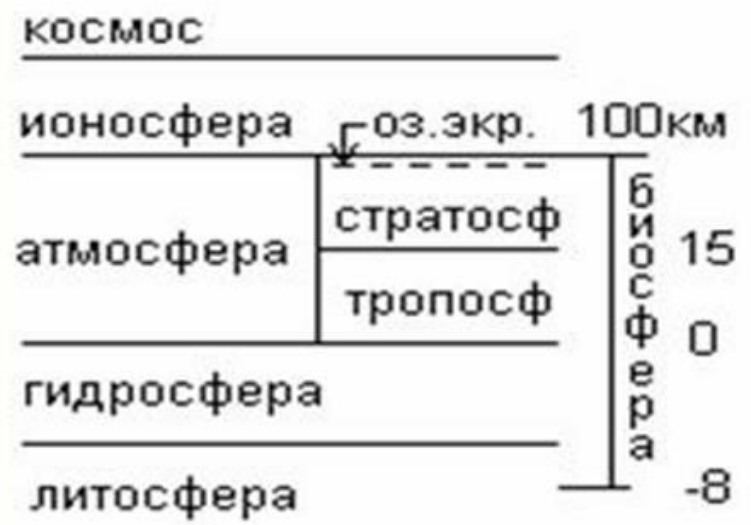 космос
ионосфера оз.экр. 100км
стратосф
атмосфера 15
тропосф
0
биосфера
гидросфера
литосфера -8